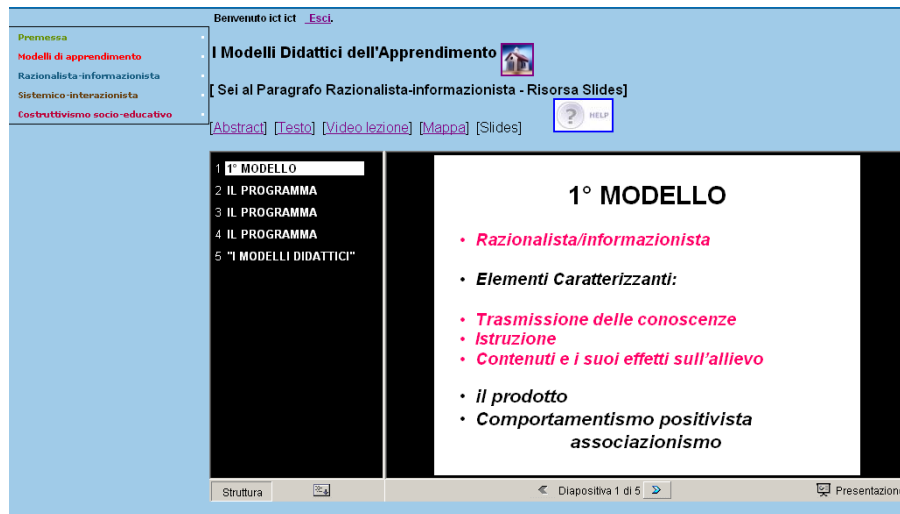 Benvenuto ict ict Esci.
Premessa
Modelli di apprendimento
Razionalista-informazionista
Sistemico-interazionista
Costruttivismo socio-educativo
I Modelli Didattici dell'Apprendimento
[ Sei al Paragrafo Razionalista-informazionista - Risorsa Slides]
[Abstract] [Testo] [Video lezione] [Mappa] [Slides]
? HELP
1 1° MODELLO
2 IL PROGRAMMA
3 IL PROGRAMMA
4 IL PROGRAMMA
5 "I MODELLI DIDATTICI"
1° MODELLO
• Razionalista/informazionista
• Elementi Caratterizzanti:
• Trasmissione delle conoscenze
• Istruzione
• Contenuti e i suoi effetti sull'allievo
• il prodotto
• Comportamentismo positivista
associazionismo
Struttura
Diapositiva 1 di 5
Presentazione